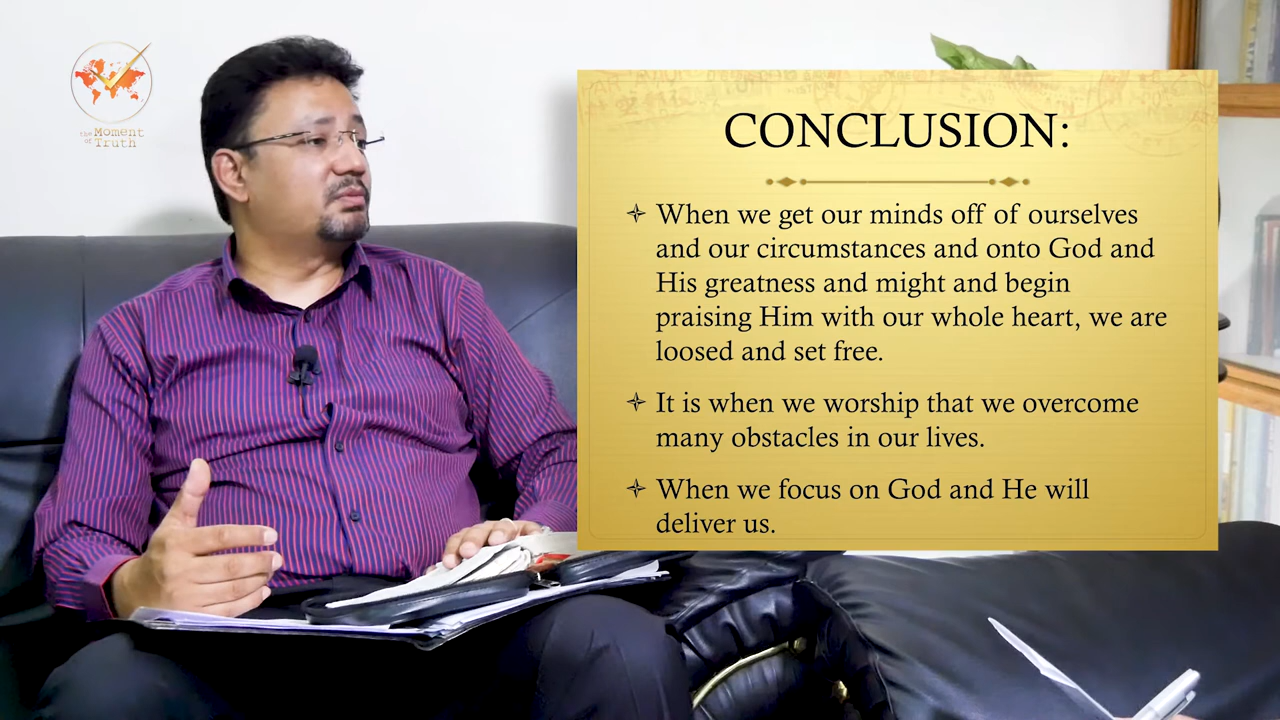 the Moment
of Truth
CONCLUSION:
When we get our minds off of ourselves
and our circumstances and onto God and
His greatness and might and begin
praising Him with our whole heart, we are
loosed and set free.
It is when we worship that we overcome
many obstacles in our lives.
When we focus on God and He will
deliver us.